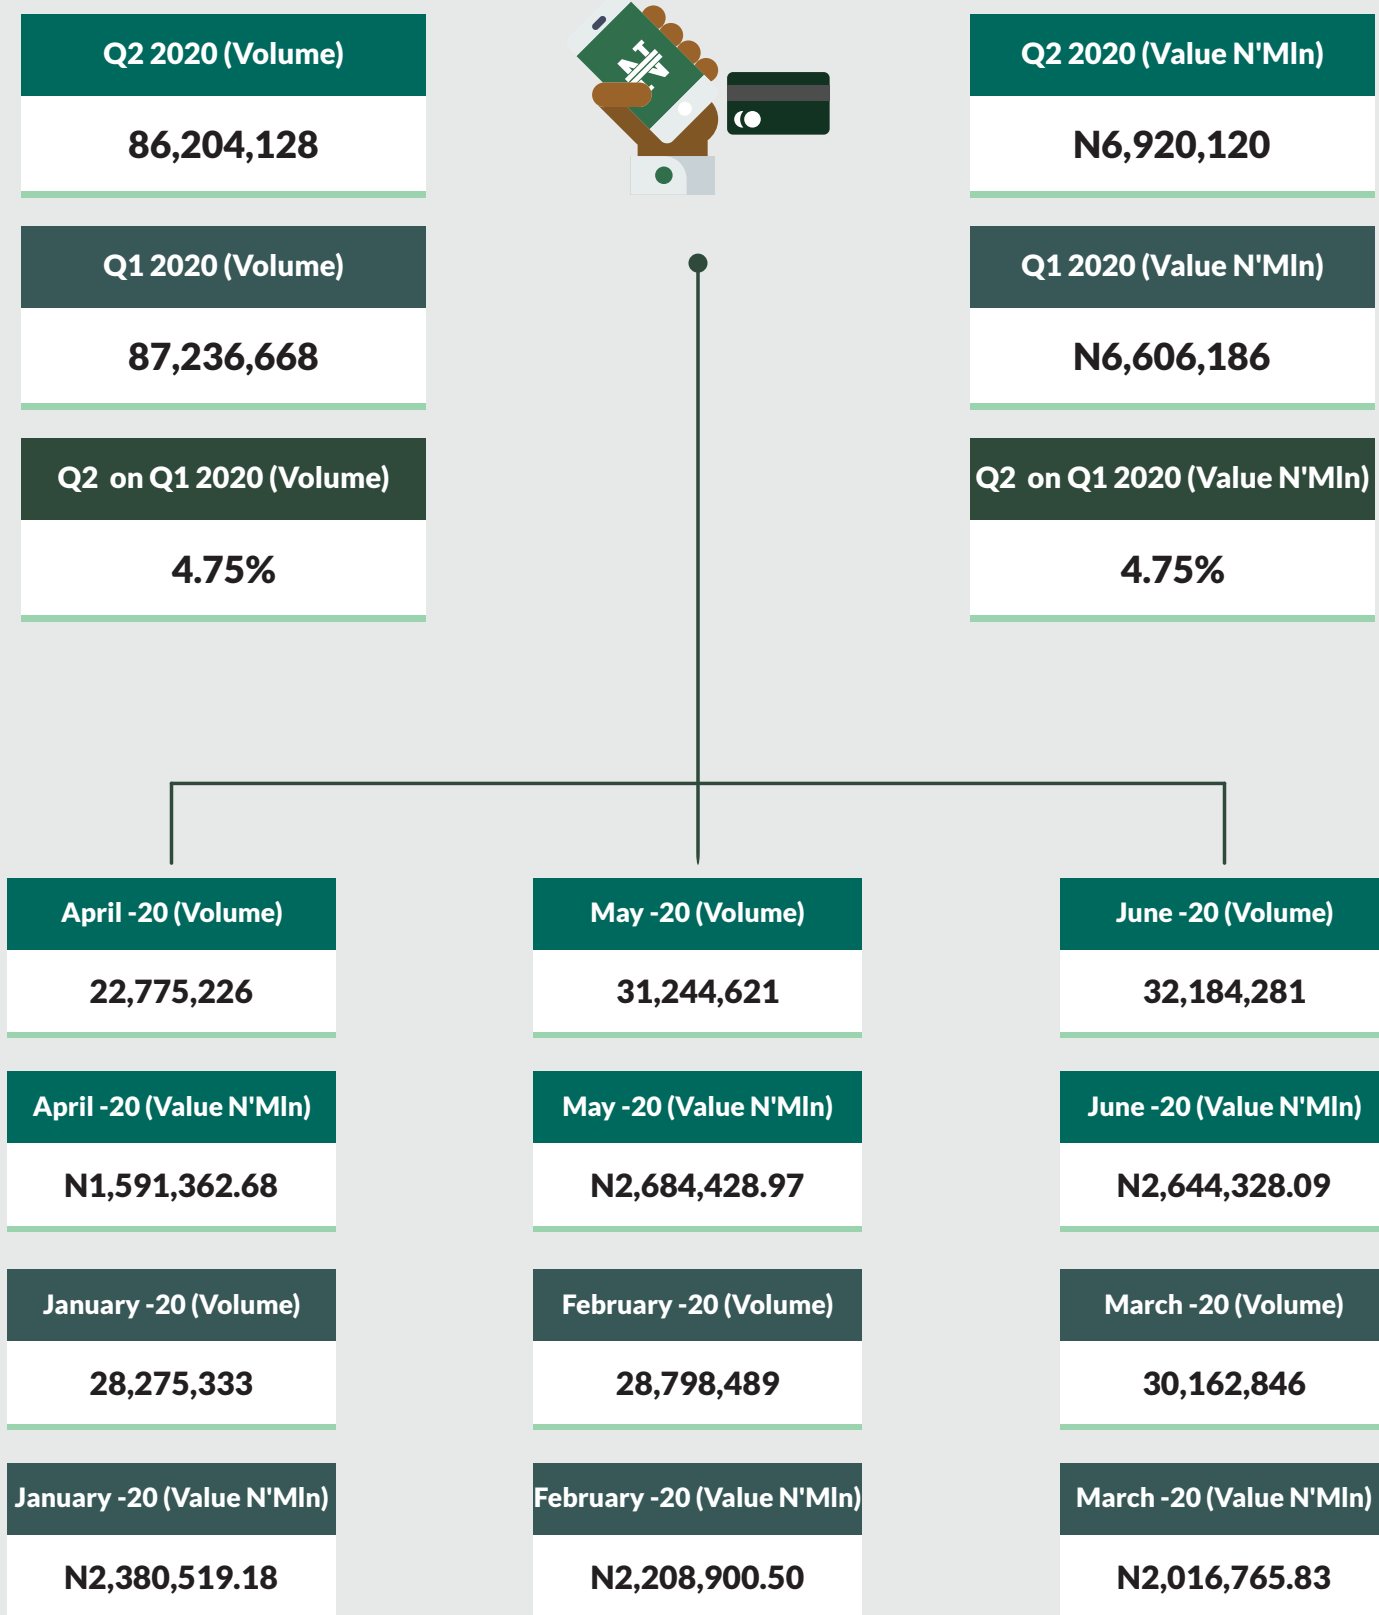 Q2 2020 (Volume)
86,204,128
Q1 2020 (Volume)
87,236,668
Q2 on Q1 2020 (Volume)
4.75%
Q2 2020 (Value N'Mln)
N6,920,120
Q1 2020 (Value N'Mln)
N6,606,186
Q2 on Q1 2020 (Value N'Mln)
4.75%
April -20 (Volume)
22,775,226
May -20 (Volume)
31,244,621
June -20 (Volume)
32,184,281
April -20 (Value N'Mln)
N1,591,362.68
May -20 (Value N'Mln)
N2,684,428.97
June -20 (Value N'Mln)
N2,644,328.09
January -20 (Volume)
28,275,333
February -20 (Volume)
28,798,489
March -20 (Volume)
30,162,846
January -20 (Value N'Mln)
N2,380,519.18
February -20 (Value N'Mln)
N2,208,900.50
March -20 (Value N'Mln)
N2,016,765.83